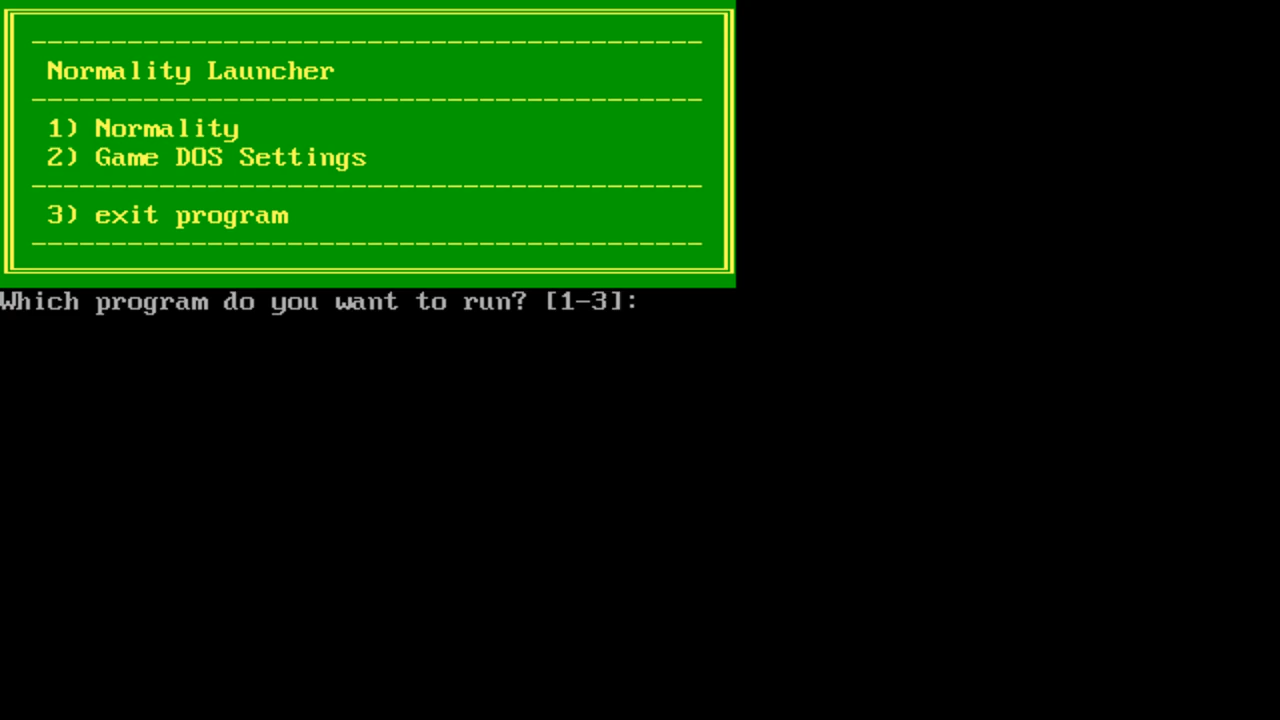 Normality Launcher
1) Normality
2) Game DOS Settings
3) exit program
Which program do you want to run? [1-3]: